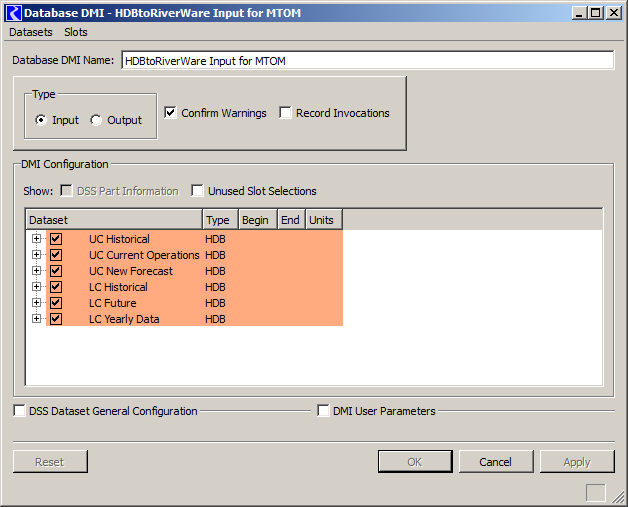 Database DMI - HDBtoRiverWare Input for MTOM
Datasets Slots
Database DMI Name: HDBtoRiverWare Input for MTOM
Type
Input Output Confirm Warnings Record Invocations
DMI Configuration
Show: DSS Part Information Unused Slot Selections
Dataset Type Begin End Units
UC Historical HDB
UC Current Operations HDB
UC New Forecast HDB
LC Historical HDB
LC Future HDB
LC Yearly Data HDB
DSS Dataset General Configuration DMI User Parameters
Reset OK Cancel Apply